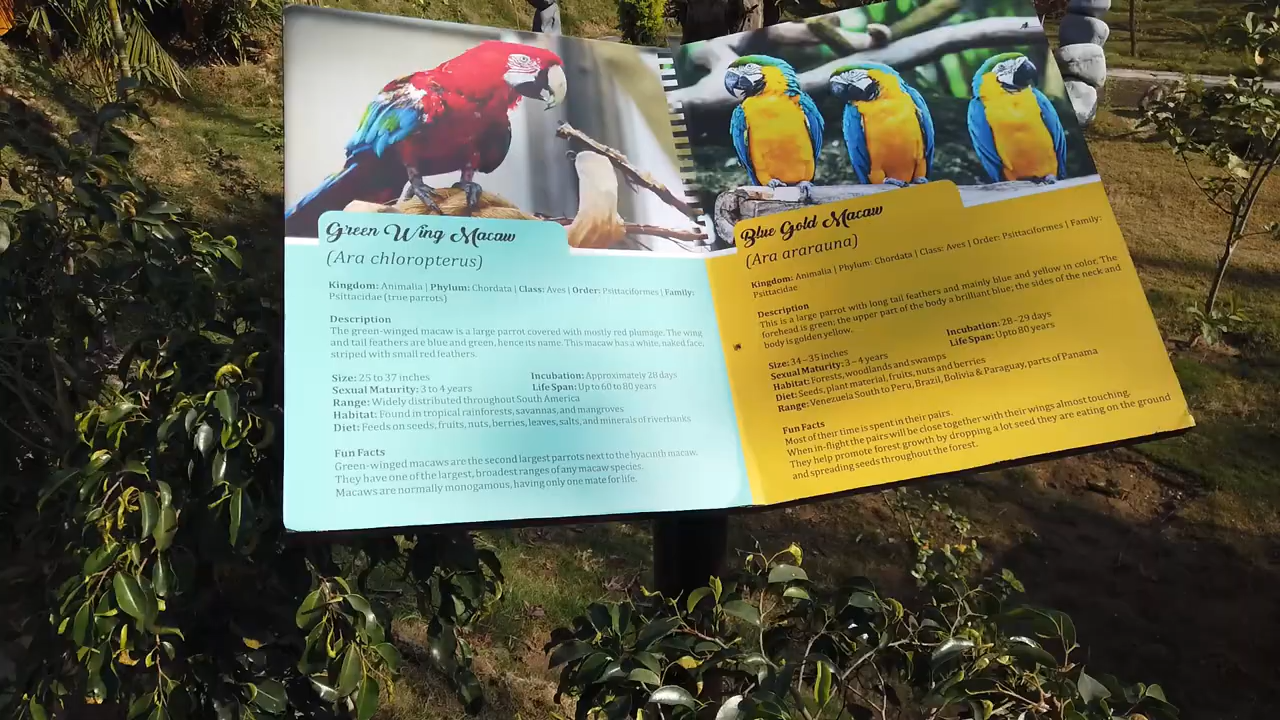 Green Wing Macaw
(Ara chloropterus)
Kingdom: Animalia | Phylum: Chordata | Class: Aves | Order: Psittaciformes | Family:
Psittacidae (true parrots)
Description
The green-winged macaw is a large parrot covered with mostly red plumage. The wing
and tail feathers are blue and green, hence its name. This macaw has a white, naked face,
striped with small red feathers.
Size: 25 to 37 inches
Incubation: Approximately 28 days
Sexual Maturity: 3 to 4 years
Life Span: Up to 60 to 80 years
Range: Widely distributed throughout South America
Habitat: Found in tropical rainforests, savannas, and mangroves
Diet: Feeds on seeds, fruits, nuts, berries, leaves, salts, and minerals of riverbanks
Fun Facts
Green-winged macaws are the second largest parrots next to the hyacinth macaw.
They have one of the largest, broadest ranges of any macaw species.
Macaws are normally monogamous, having only one mate for life.
Blue Gold Macaw
(Ara ararauna)
Kingdom: Animalia | Phylum: Chordata | Class: Aves | Order: Psittaciformes | Family:
Psittacidae
Description
This is a large parrot with long tail feathers and mainly blue and yellow in color. The
forehead is green; the upper part of the body a brilliant blue; the sides of the neck and
body is golden yellow.
Size: 34–35 inches
Incubation: 28–29 days
Sexual Maturity: 3–4 years
Life Span: Up to 80 years
Habitat: Forests, woodlands and swamps
Diet: Seeds, plant material, fruits, nuts and berries
Range: Venezuela South to Peru, Brazil, Bolivia & Paraguay, parts of Panama
Fun Facts
Most of their time is spent in their pairs.
When in-flight the pairs will be close together with their wings almost touching.
They help promote forest growth by dropping a lot seed they are eating on the ground
and spreading seeds throughout the forest.